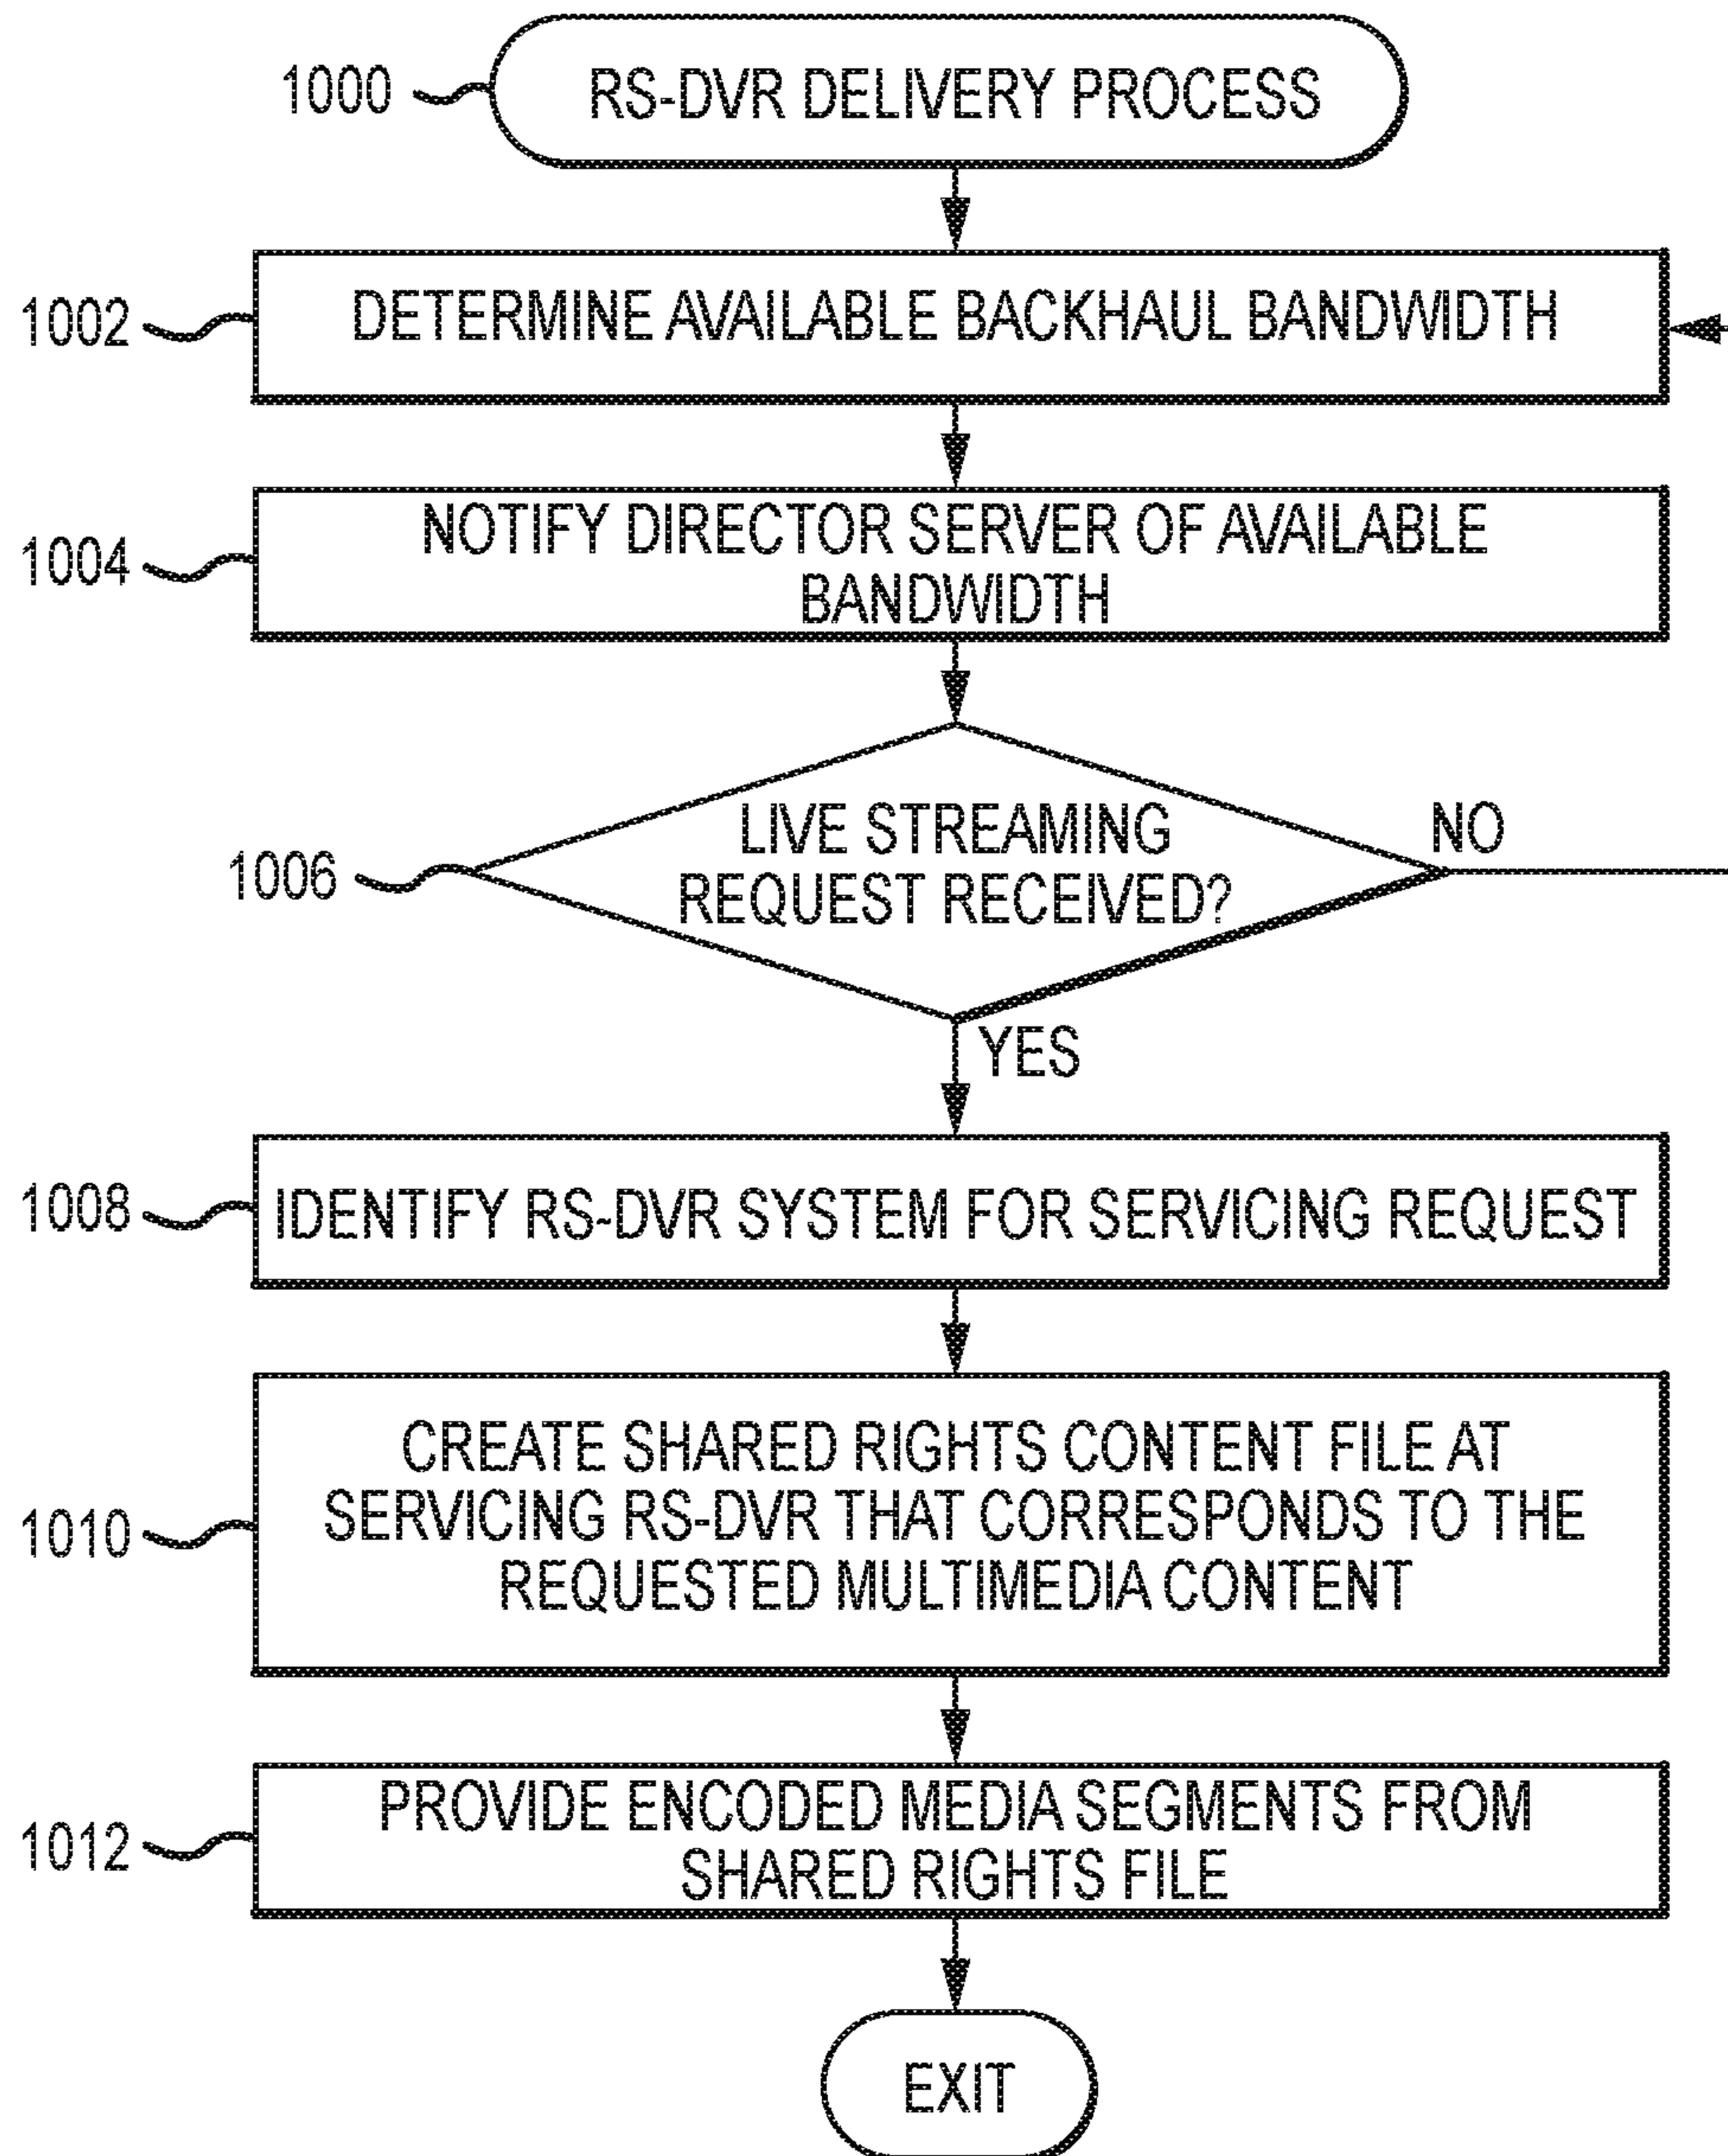 1000
RS-DVR DELIVERY PROCESS
1002
DETERMINE AVAILABLE BACKHAUL BANDWIDTH
1004
NOTIFY DIRECTOR SERVER OF AVAILABLE
BANDWIDTH
1006
LIVE STREAMING
REQUEST RECEIVED?
NO
YES
1008
IDENTIFY RS-DVR SYSTEM FOR SERVICING REQUEST
1010
CREATE SHARED RIGHTS CONTENT FILE AT
SERVICING RS-DVR THAT CORRESPONDS TO THE
REQUESTED MULTIMEDIA CONTENT
1012
PROVIDE ENCODED MEDIA SEGMENTS FROM
SHARED RIGHTS FILE
EXIT